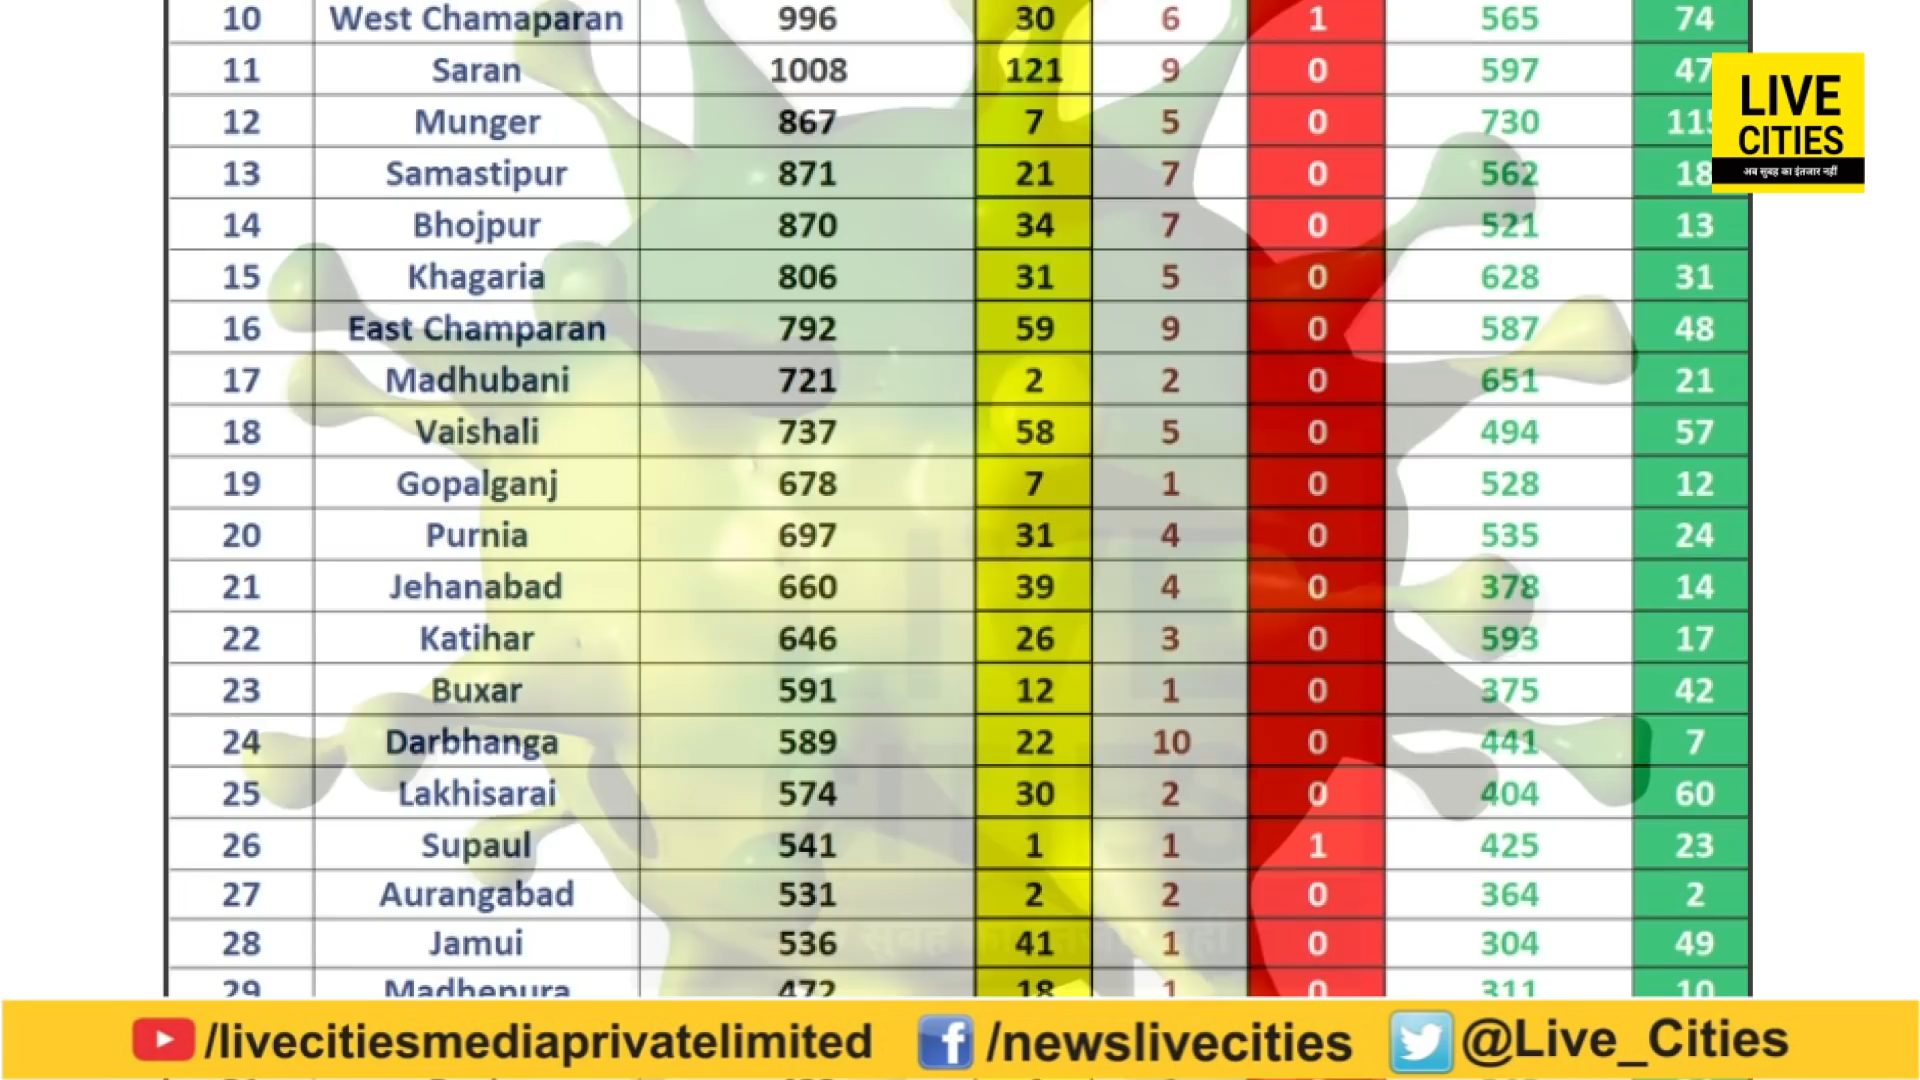 10 West Chamaparan 996 30 6 1 565 74
11 Saran 1008 121 9 0 597 47
12 Munger 867 7 5 0 730 115
13 Samastipur 871 21 7 0 562 18
14 Bhojpur 870 34 7 0 521 13
15 Khagaria 806 31 5 0 628 31
16 East Champaran 792 59 9 0 587 48
17 Madhubani 721 2 2 0 651 21
18 Vaishali 737 58 5 0 494 57
19 Gopalganj 678 7 1 0 528 12
20 Purnia 697 31 4 0 535 24
21 Jehanabad 660 39 4 0 378 14
22 Katihar 646 26 3 0 593 17
23 Buxar 591 12 1 0 375 42
24 Darbhanga 589 22 10 0 441 7
25 Lakhisarai 574 30 2 0 404 60
26 Supaul 541 1 1 1 425 23
27 Aurangabad 531 2 2 0 364 2
28 Jamui 536 41 1 0 304 49
29 Madhepura 472 18 1 0 311 10
LIVE
CITIES
अब सुबह का इंतजार नहीं
/livecitiesmediaprivatelimited /newslivecities @Live_Cities